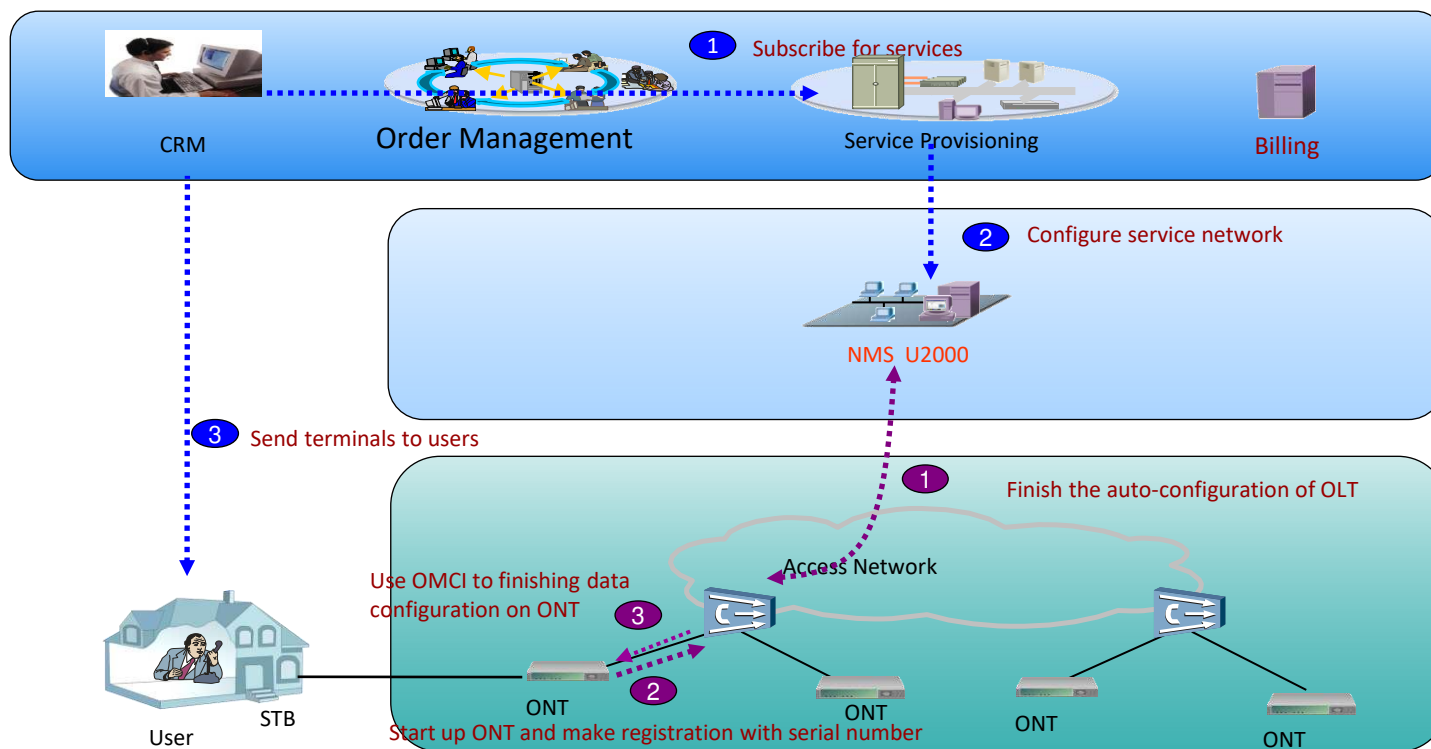 1 Subscribe for services
CRM
Order Management
Service Provisioning
Billing
2 Configure service network
NMS U2000
3 Send terminals to users
1
Finish the auto-configuration of OLT
Access Network
Use OMCI to finishing data
configuration on ONT
3
2
ONT
ONT
ONT
ONT
STB
User
Start up ONT and make registration with serial number